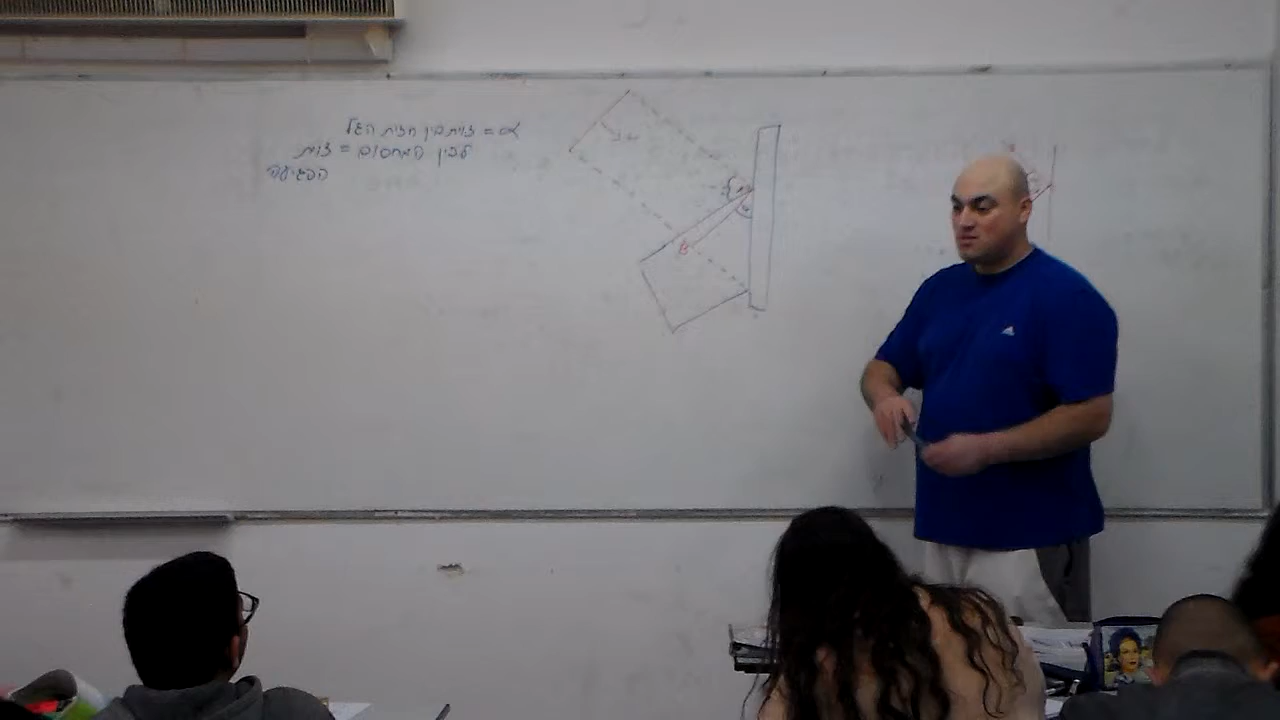 α = זוית בין חזית הגל
לבין המחסום = זוית
הפגיעה
α
β